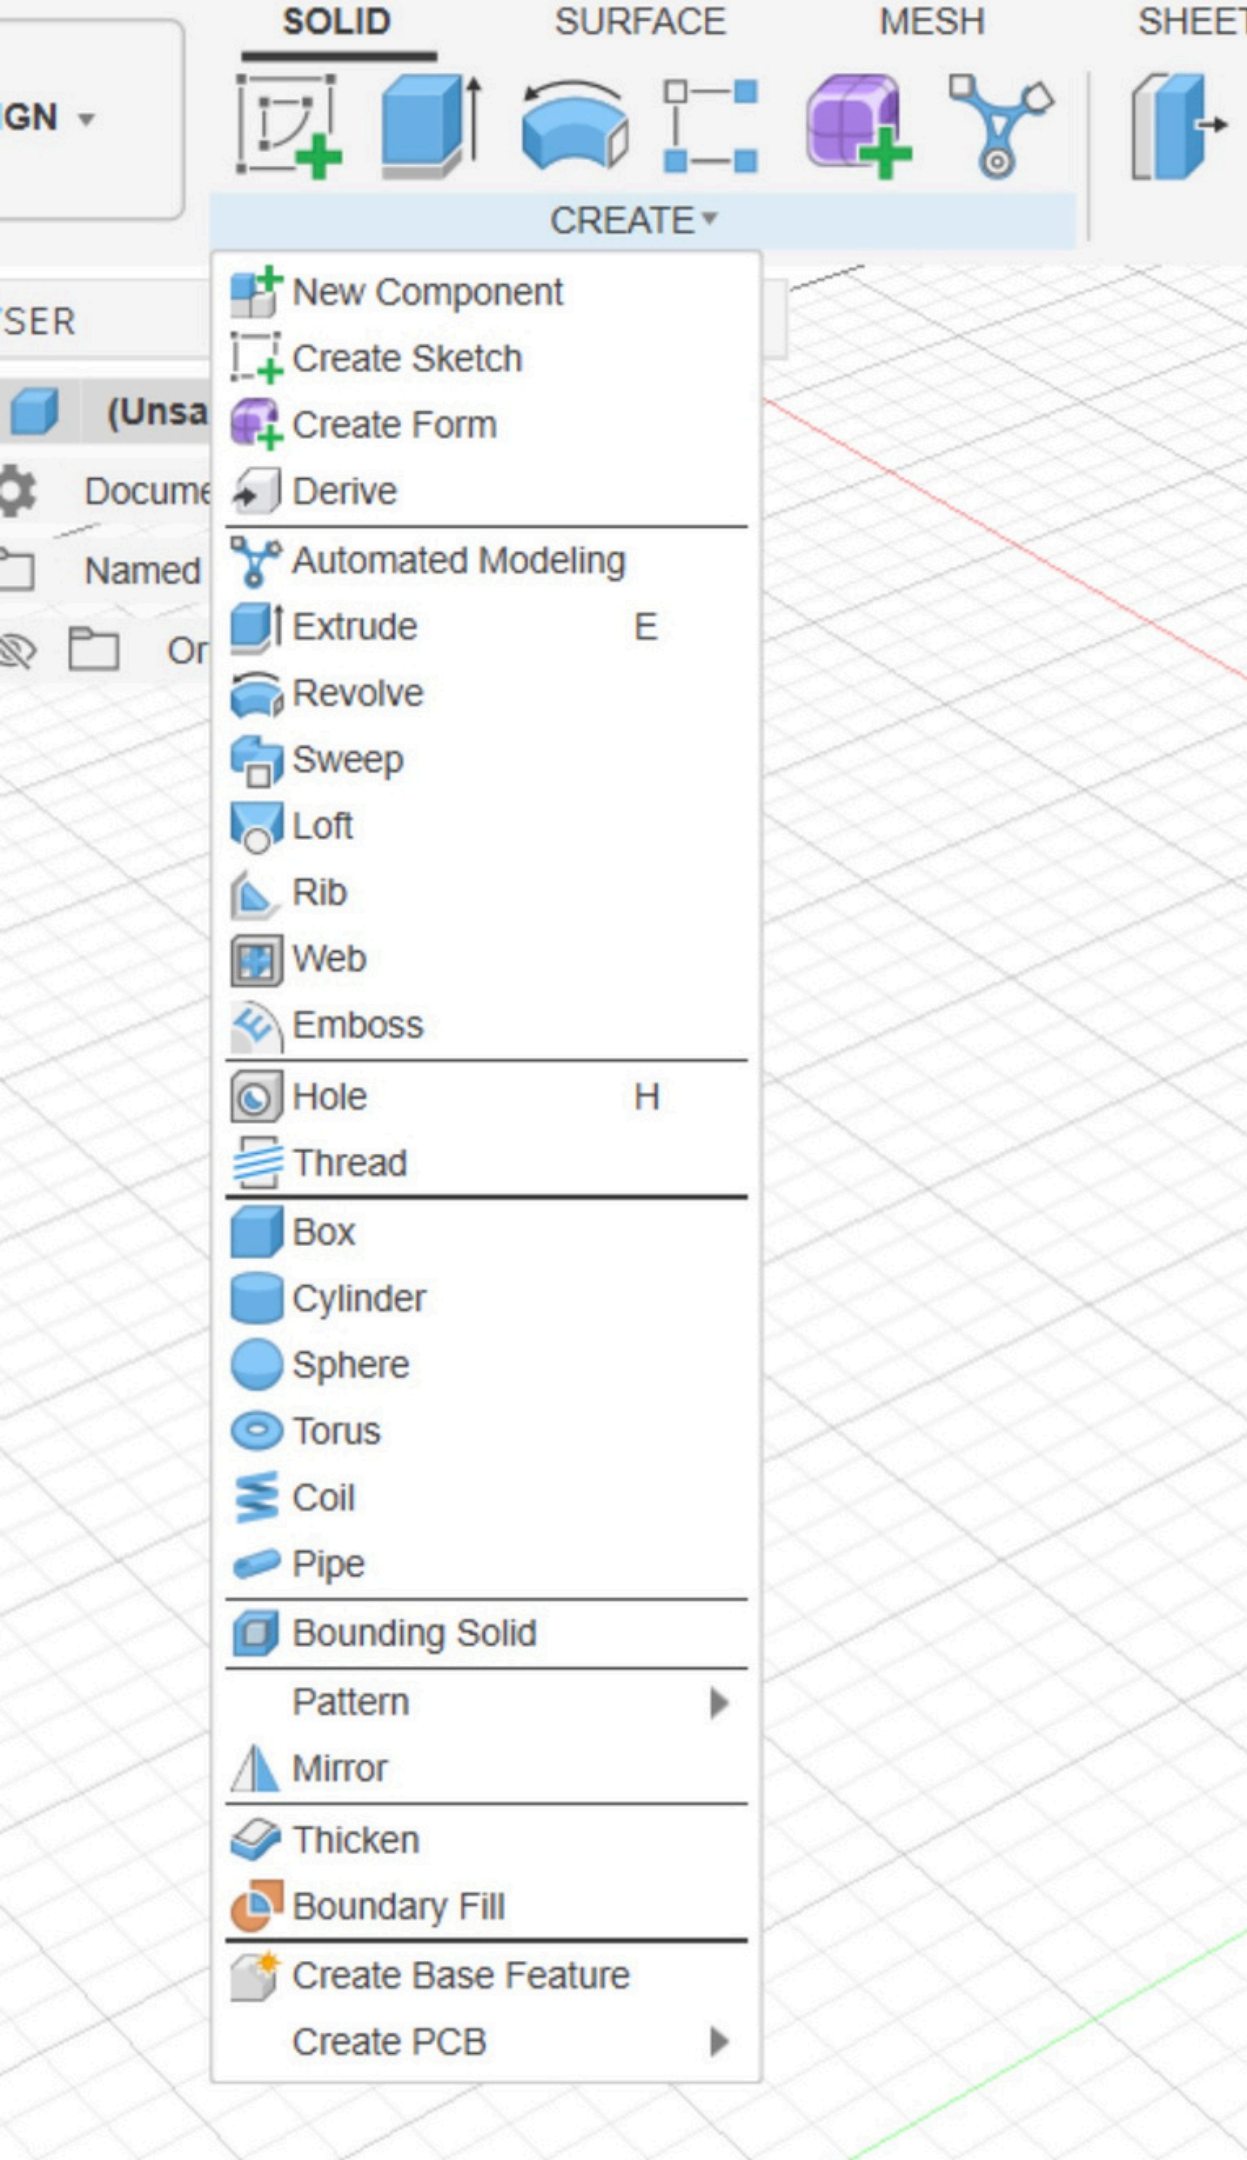 SOLID SURFACE MESH SHEET
IGN
CREATE
New Component
SER
Create Sketch
(Unsa
Create Form
Docume
Derive
Named
Automated Modeling
Extrude E
Or
Revolve
Sweep
Loft
Rib
Web
Emboss
Hole H
Thread
Box
Cylinder
Sphere
Torus
Coil
Pipe
Bounding Solid
Pattern
Mirror
Thicken
Boundary Fill
Create Base Feature
Create PCB